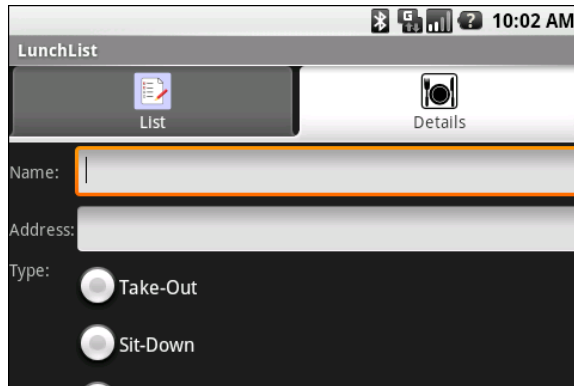 10:02 AM
LunchList
List
Details
Name:
Address:
Type:
Take-Out
Sit-Down